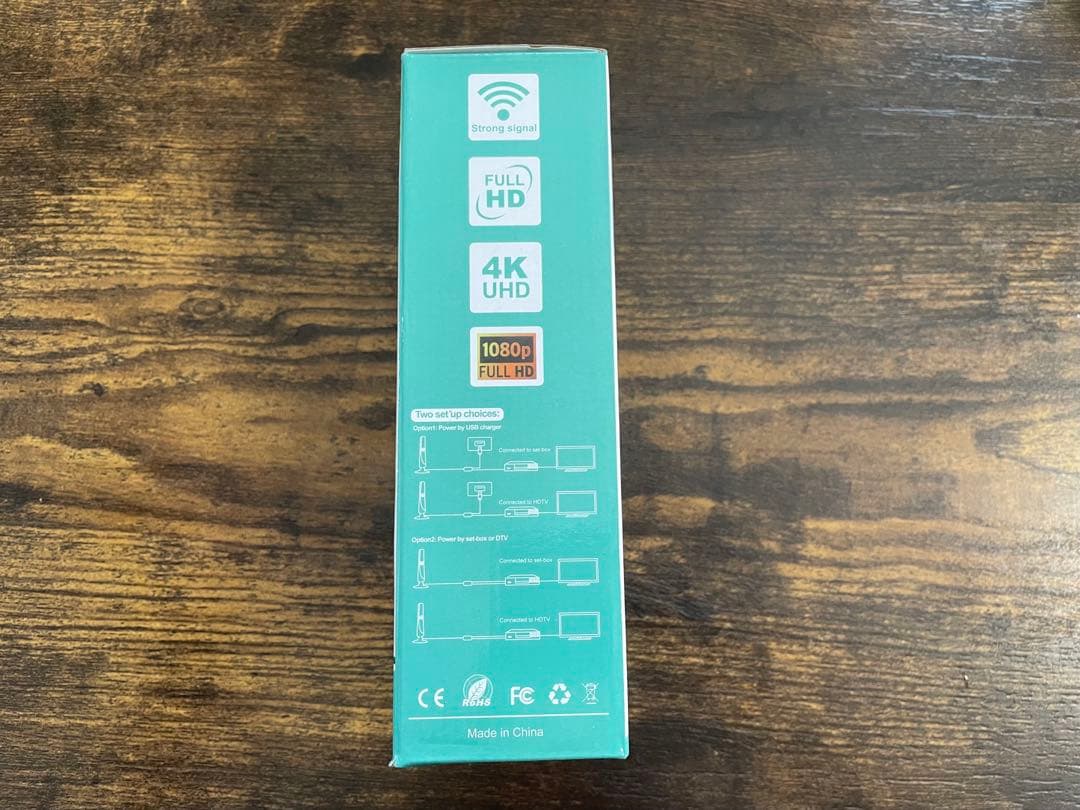 Strong signal
FULL
HD
4K
UHD
1080p
FULL HD
Two set'up choices:
Option1: Power by USB charger
Connected to set-box
Connected to HDTV
Option2: Power by set-box or DTV
Connected to set-box
Connected to HDTV
CE RoHS FC
Made in China